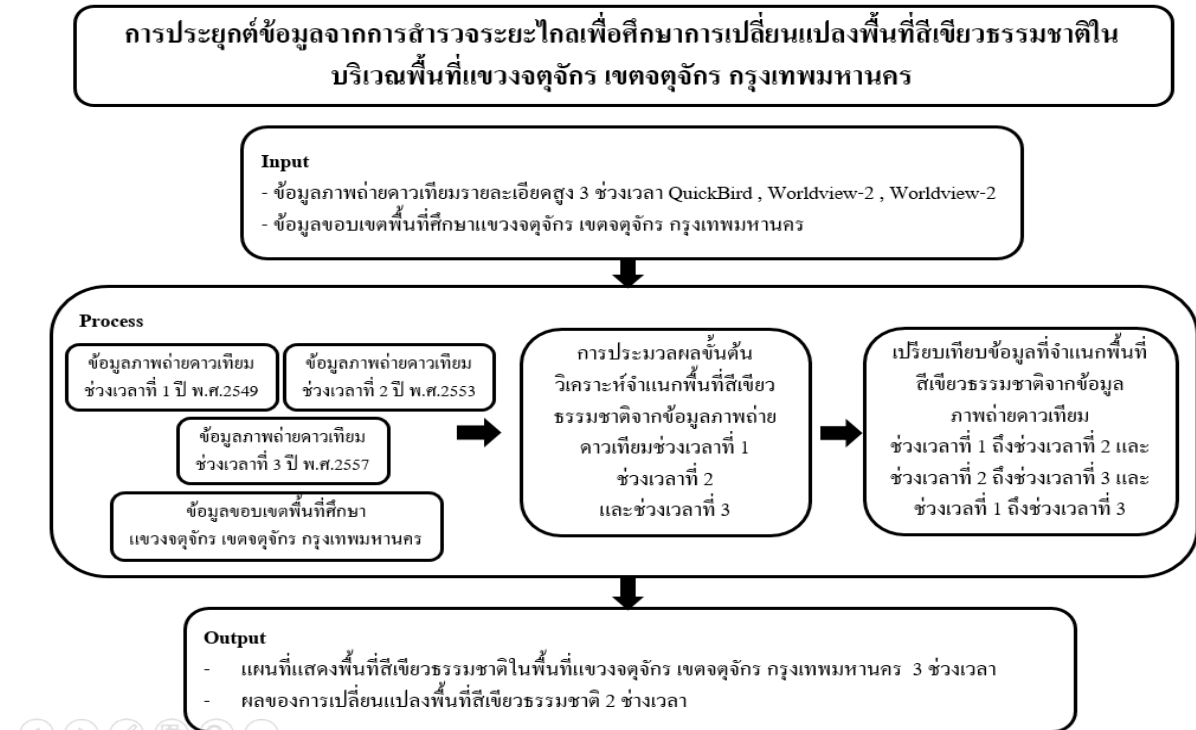 การประยุกต์ข้อมูลจากการสำรวจระยะไกลเพื่อศึกษาการเปลี่ยนแปลงพื้นที่สีเขียวธรรมชาติใน
บริเวณพื้นที่แขวงจตุจักร เขตจตุจักร กรุงเทพมหานคร
Input
- ข้อมูลภาพถ่ายดาวเทียมรายละเอียดสูง 3 ช่วงเวลา QuickBird , Worldview-2 , Worldview-2
- ข้อมูลขอบเขตพื้นที่ศึกษาแขวงจตุจักร เขตจตุจักร กรุงเทพมหานคร
Process
ข้อมูลภาพถ่ายดาวเทียม
ช่วงเวลาที่ 1 ปี พ.ศ.2549
ข้อมูลภาพถ่ายดาวเทียม
ช่วงเวลาที่ 2 ปี พ.ศ.2553
ข้อมูลภาพถ่ายดาวเทียม
ช่วงเวลาที่ 3 ปี พ.ศ.2557
ข้อมูลขอบเขตพื้นที่ศึกษา
แขวงจตุจักร เขตจตุจักร กรุงเทพมหานคร
การประมวลผลขั้นต้น
วิเคราะห์จำแนกพื้นที่สีเขียว
ธรรมชาติจากข้อมูลภาพถ่าย
ดาวเทียมช่วงเวลาที่ 1
ช่วงเวลาที่ 2
และช่วงเวลาที่ 3
เปรียบเทียบข้อมูลที่จำแนกพื้นที่
สีเขียวธรรมชาติจากข้อมูล
ภาพถ่ายดาวเทียม
ช่วงเวลาที่ 1 ถึงช่วงเวลาที่ 2 และ
ช่วงเวลาที่ 2 ถึงช่วงเวลาที่ 3 และ
ช่วงเวลที่ 1 ถึงช่วงเวลาที่ 3
Output
- แผนที่แสดงพื้นที่สีเขียวธรรมชาติในพื้นที่แขวงจตุจักร เขตจตุจักร กรุงเทพมหานคร 3 ช่วงเวลา
- ผลของการเปลี่ยนแปลงพื้นที่สีเขียวธรรมชาติ 2 ช่างเวลา